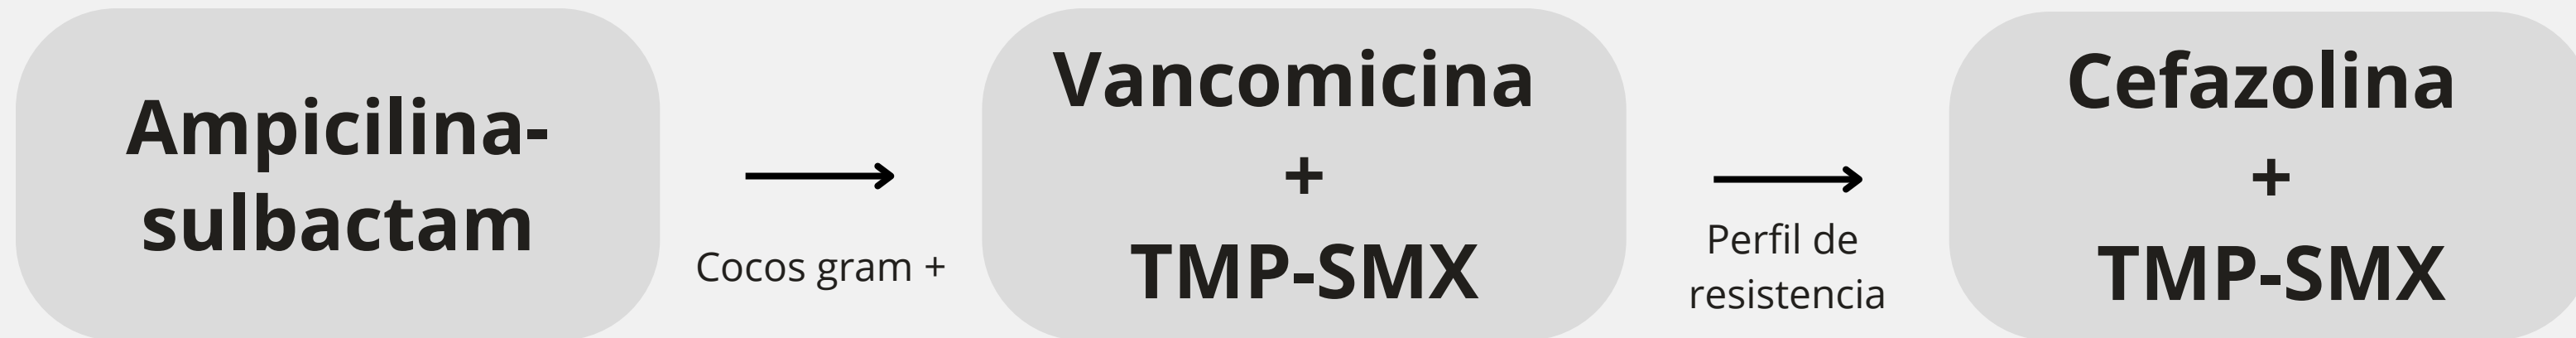 Ampicilina-
sulbactam
Cocos gram +
Vancomicina
+
TMP-SMX
Perfil de
resistencia
Cefazolina
+
TMP-SMX